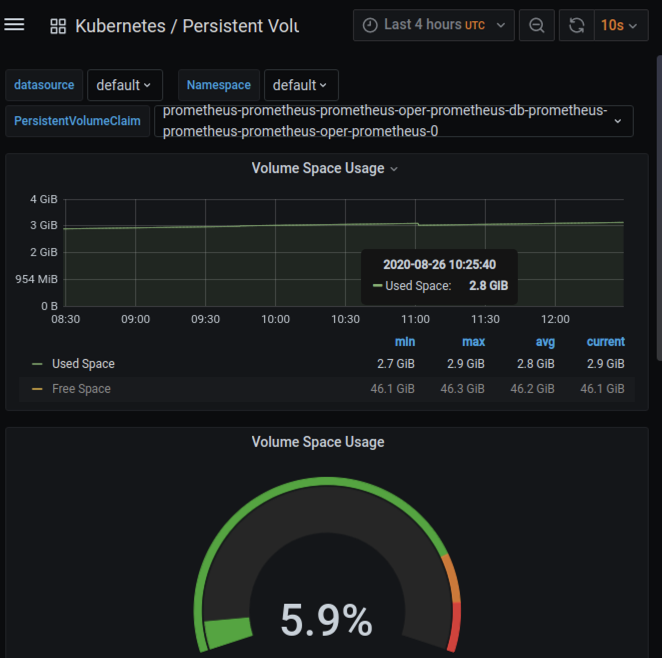 Kubernetes / Persistent Volu
Last 4 hours UTC
10s
datasource
default
Namespace
default
PersistentVolumeClaim
prometheus-prometheus-prometheus-oper-prometheus-db-prometheus-
prometheus-prometheus-oper-prometheus-0
Volume Space Usage
4 GiB
3 GiB
2 GiB
954 MiB
0 B
08:30 09:00 09:30 10:00 10:30 11:00 11:30 12:00
2020-08-26 10:25:40
Used Space: 2.8 GIB
min max avg current
Used Space 2.7 GiB 2.9 GiB 2.8 GiB 2.9 GiB
Free Space 46.1 GiB 46.3 GiB 46.2 GiB 46.1 GiB
Volume Space Usage
5.9%